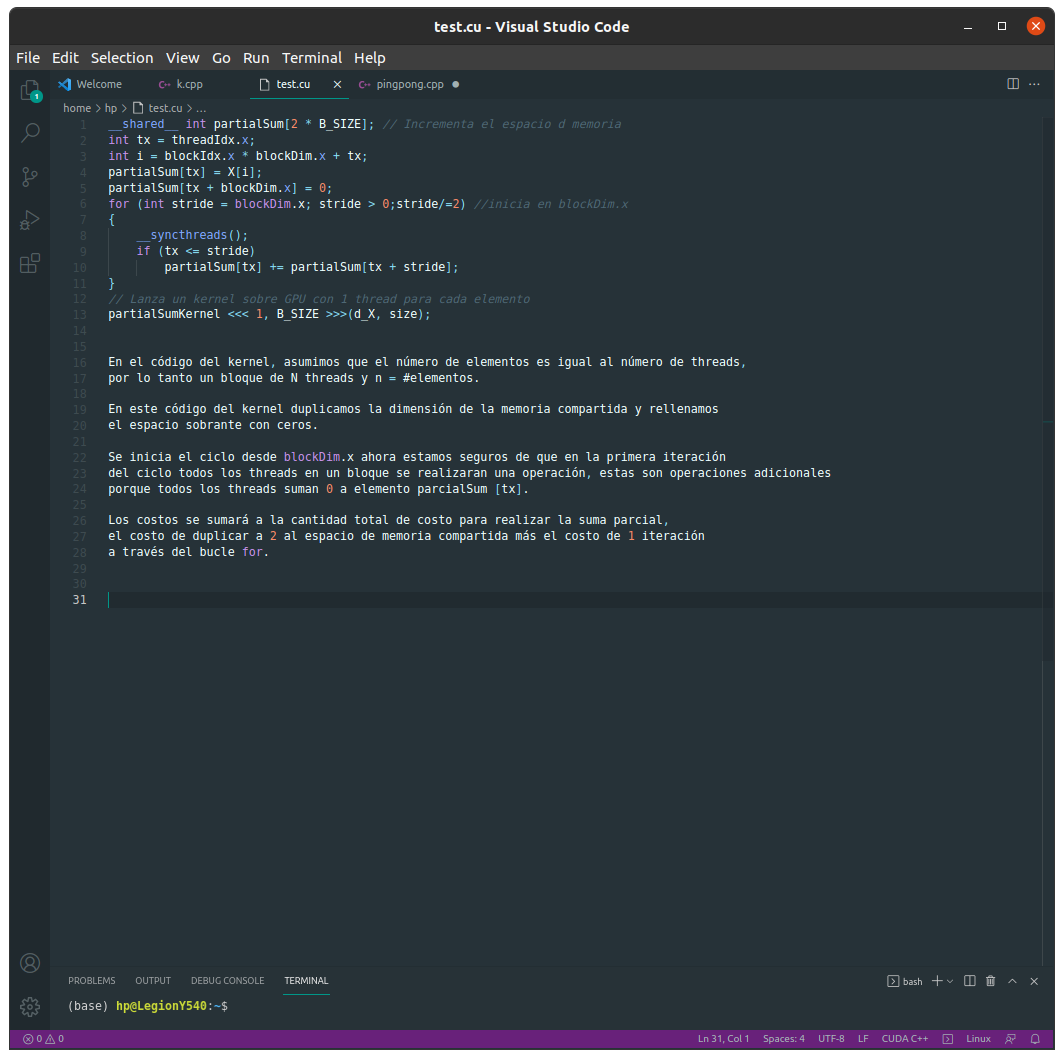 test.cu - Visual Studio Code
File Edit Selection View Go Run Terminal Help
Welcome k.cpp test.cu pingpong.cpp
1
home > hp > test.cu > ...
1 __shared__ int partialSum[2 * B_SIZE]; // Incrementa el espacio d memoria
2 int tx = threadIdx.x;
3 int i = blockIdx.x * blockDim.x + tx;
4 partialSum[tx] = X[i];
5 partialSum[tx + blockDim.x] = 0;
6 for (int stride = blockDim.x; stride > 0;stride/=2) //inicia en blockDim.x
7 {
8 __syncthreads();
9 if (tx <= stride)
10 partialSum[tx] += partialSum[tx + stride];
11 }
12 // Lanza un kernel sobre GPU con 1 thread para cada elemento
13 partialSumKernel <<< 1, B_SIZE >>>(d_X, size);
14
15
16 En el código del kernel, asumimos que el número de elementos es igual al número de threads,
17 por lo tanto un bloque de N threads y n = #elementos.
18
19 En este código del kernel duplicamos la dimensión de la memoria compartida y rellenamos
20 el espacio sobrante con ceros.
21
22 Se inicia el ciclo desde blockDim.x ahora estamos seguros de que en la primera iteración
23 del ciclo todos los threads en un bloque se realizaran una operación, estas son operaciones adicionales
24 porque todos los threads suman 0 a elemento parcialSum [tx].
25
26 Los costos se sumará a la cantidad total de costo para realizar la suma parcial,
27 el costo de duplicar a 2 al espacio de memoria compartida más el costo de 1 iteración
28 a través del bucle for.
29
30
31
PROBLEMS OUTPUT DEBUG CONSOLE TERMINAL bash
(base) hp@LegionY540:~$
0 0 Ln 31, Col 1 Spaces: 4 UTF-8 LF CUDA C++ Linux